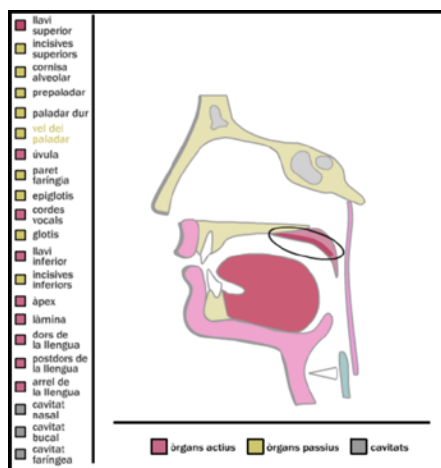 llavi
superior
incisives
superiors
cornisa
alveolar
prepaladar
paladar dur
vel del
paladar
úvula
paret
faríngia
epiglotis
cordes
vocals
glotis
llavi
inferior
incisives
inferiors
àpex
làmina
dors de
la llengua
postdors de
la llengua
arrel de
la llengua
cavitat
nasal
cavitat
bucal
cavitat
faríngea
òrgans actius
òrgans passius
cavitats